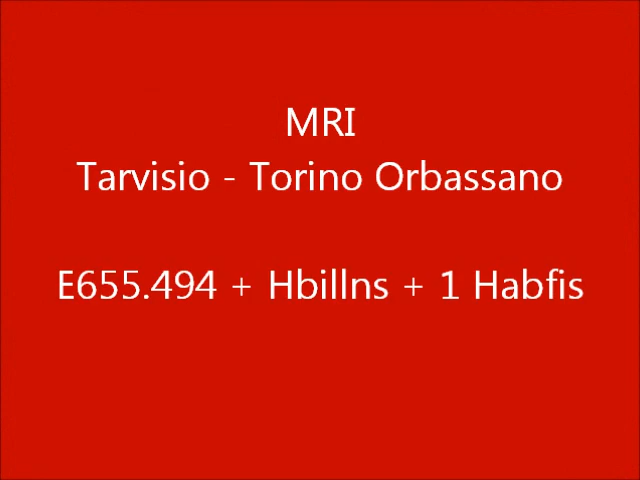 MRI
Tarvisio - Torino Orbassano
E655.494 + Hbillns + 1 Habfis